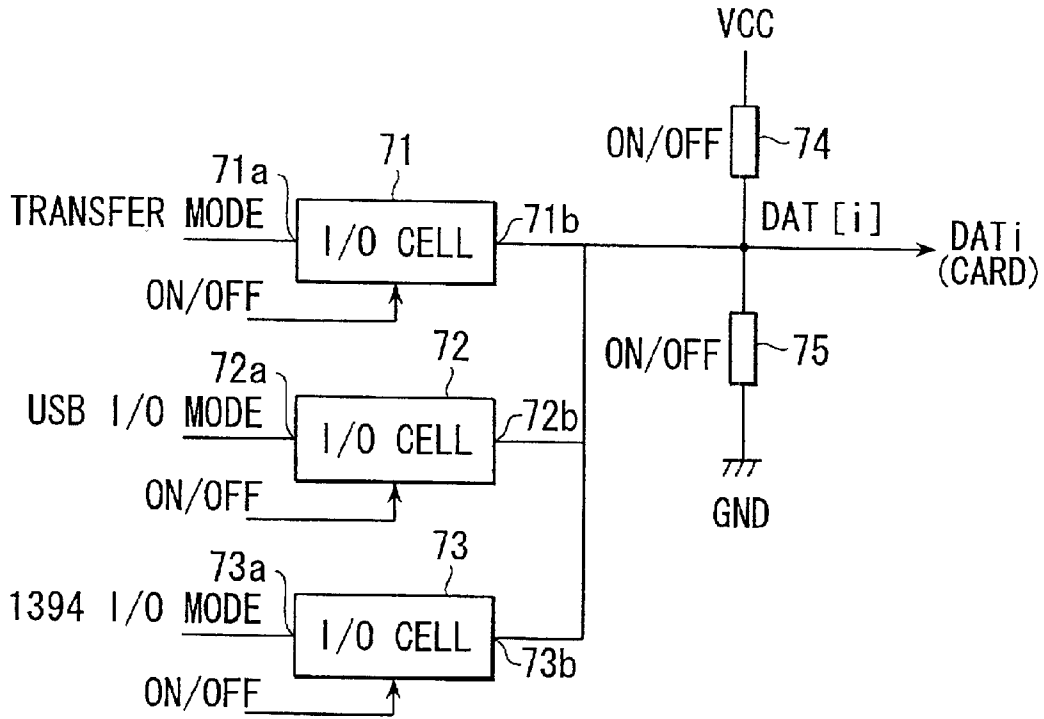 VCC
ON/OFF
74
71a
71
71b
TRANSFER MODE
I/O CELL
DAT [i]
DATi
(CARD)
ON/OFF
ON/OFF
75
72a
72
72b
USB I/O MODE
I/O CELL
ON/OFF
GND
73a
73
1394 I/O MODE
I/O CELL
73b
ON/OFF